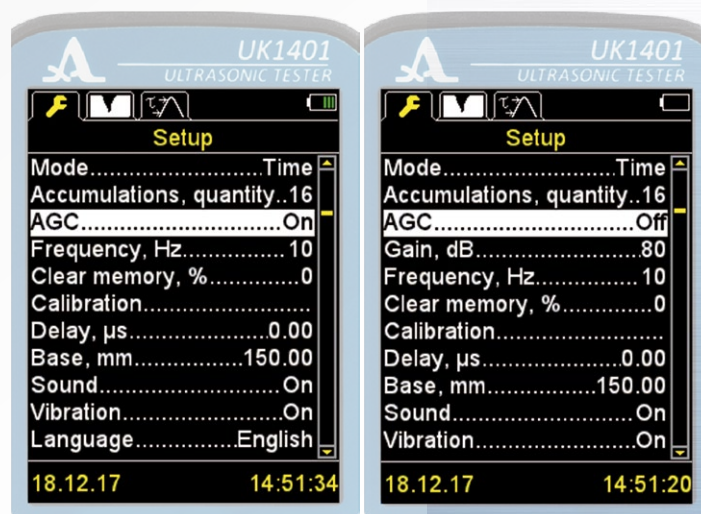 UK1401
ULTRASONIC TESTER
Setup
Mode..........................Time
Accumulations, quantity..16
AGC..............................On
Frequency, Hz...............10
Clear memory, %............0
Calibration.........................
Delay, µs.....................0.00
Base, mm................150.00
Sound............................On
Vibration........................On
Language...............English
18.12.17 14:51:34
UK1401
ULTRASONIC TESTER
Setup
Mode..........................Time
Accumulations, quantity..16
AGC..............................Off
Gain, dB.........................80
Frequency, Hz...............10
Clear memory, %............0
Calibration.........................
Delay, µs.....................0.00
Base, mm................150.00
Sound............................On
Vibration........................On
18.12.17 14:51:20